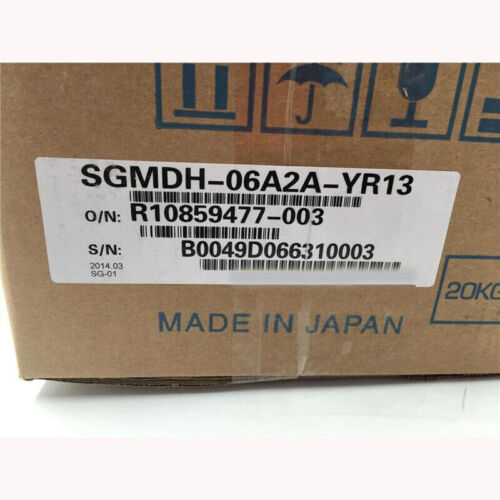 SGMDH-06A2A-YR13
O/N: R10859477-003
S/N: B0049D066310003
2014.03
SG-01
20KG
MADE IN JAPAN